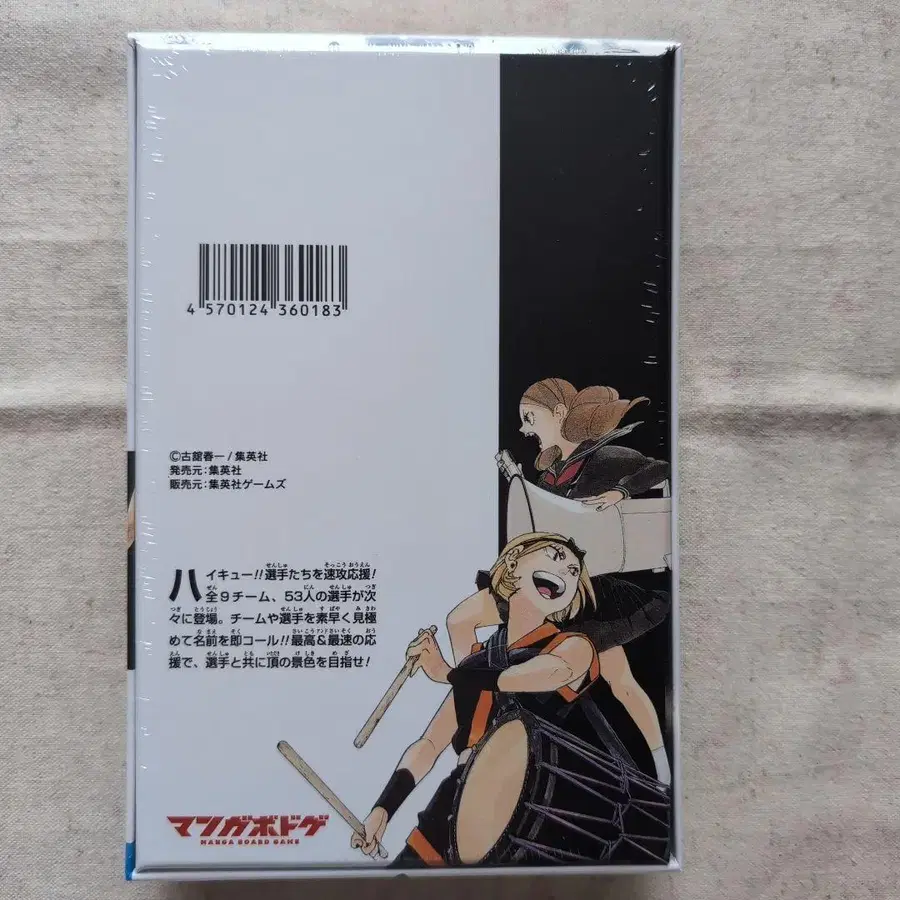 4 570124 360183
©古舘春一/集英社
発売元:集英社
販売元:集英社ゲームズ
ハイキュー!!選手たちを速攻応援!
全9チーム、53人の選手が次
々に登場。チームや選手を素早く見極
めて名前を即コール!!最高&最速の応
援で、選手と共に頂の景色を目指せ!
マンガボドゲ
MANGA BOARD GAME